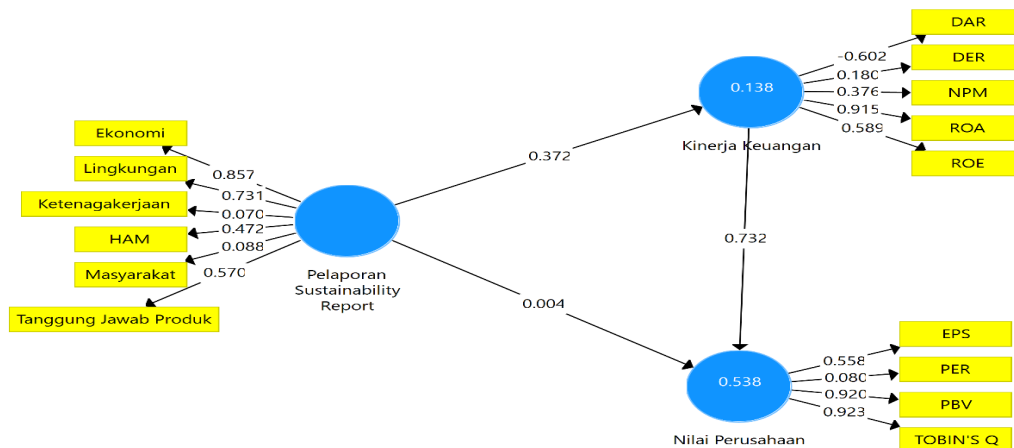 Ekonomi
Lingkungan
Ketenagakerjaan
HAM
Masyarakat
Tanggung Jawab Produk
0.857
0.731
0.070
0.472
0.088
0.570
Pelaporan
Sustainability
Report
0.372
0.004
0.138
Kinerja Keuangan
-0.602
0.180
0.376
0.915
0.589
DAR
DER
NPM
ROA
ROE
0.732
0.538
Nilai Perusahaan
0.558
0.080
0.920
0.923
EPS
PER
PBV
TOBIN'S Q